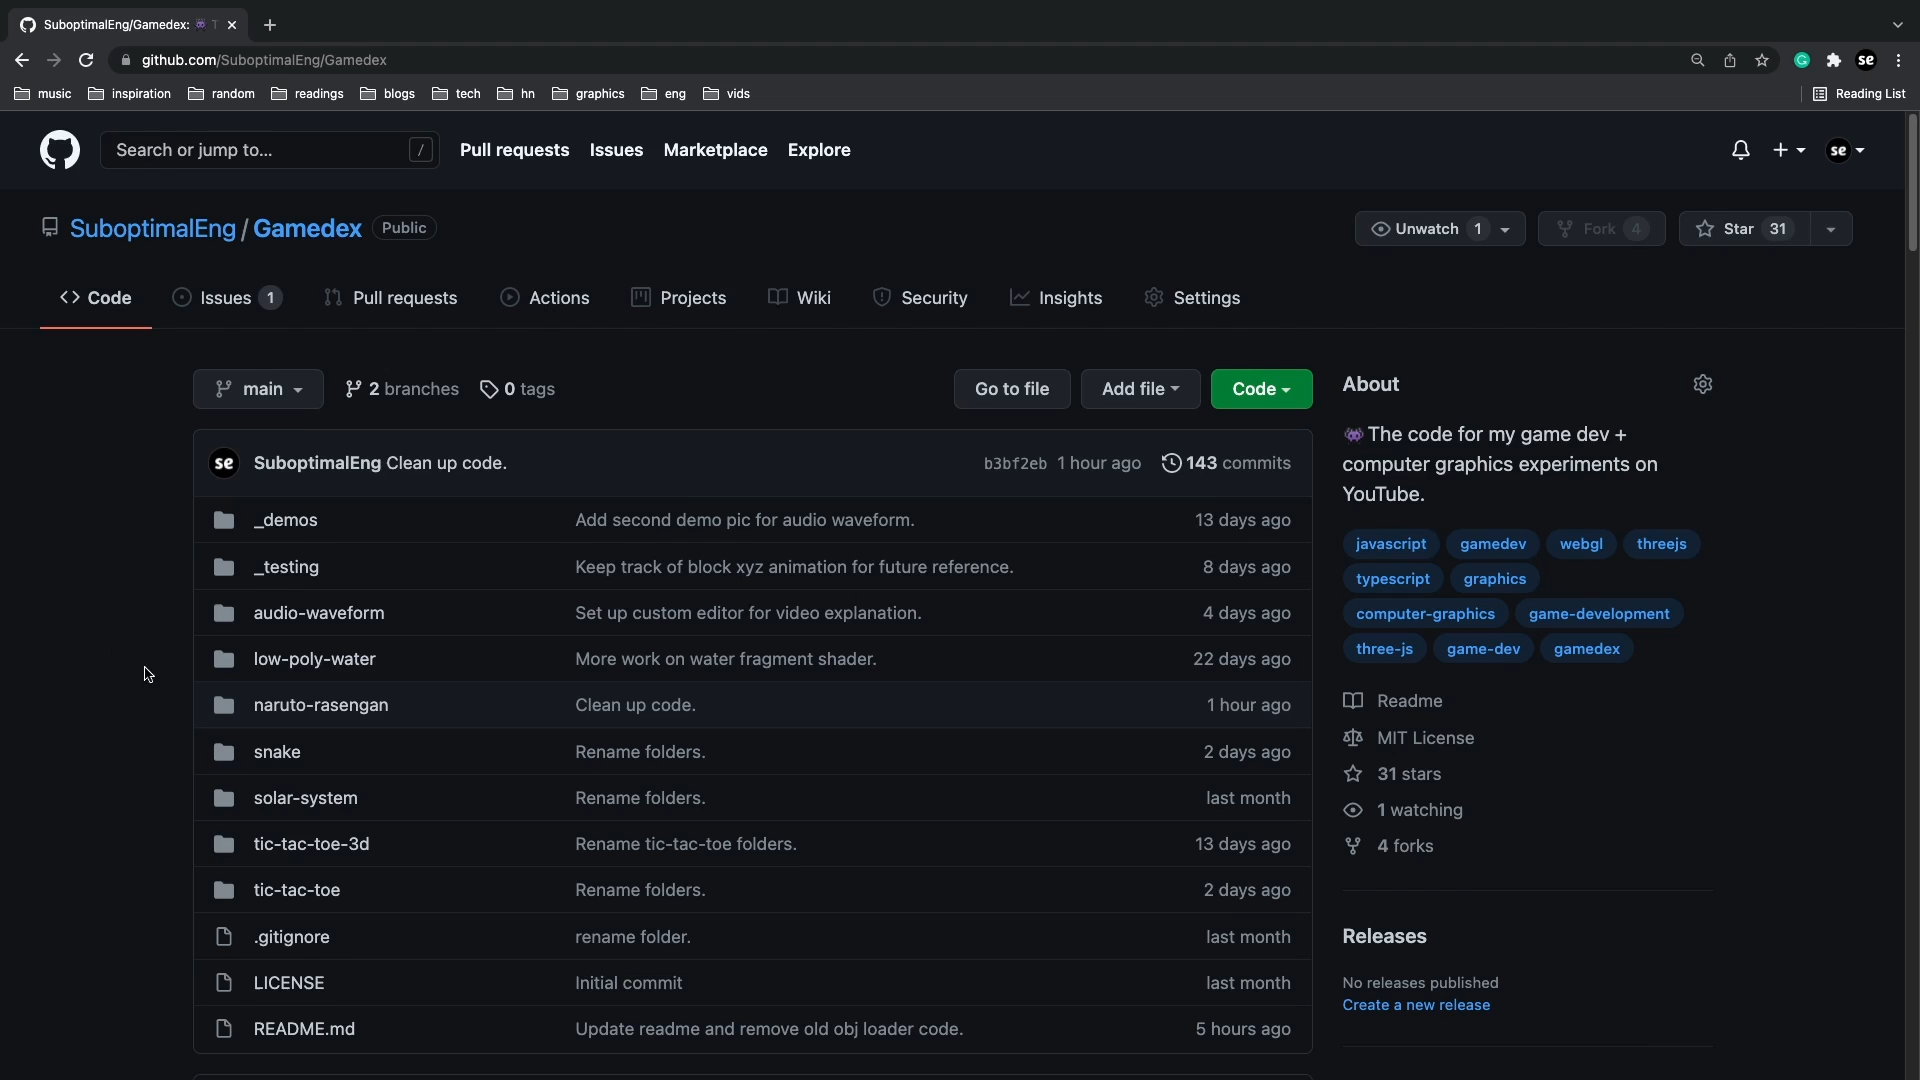 SuboptimalEng/Gamedex: 👾 T
github.com/SuboptimalEng/Gamedex
se
music inspiration random readings blogs tech hn graphics eng vids Reading List
Search or jump to... / Pull requests Issues Marketplace Explore
se
SuboptimalEng / Gamedex Public
Unwatch 1 Fork 4 Star 31
Code Issues 1 Pull requests Actions Projects Wiki Security Insights Settings
main 2 branches 0 tags Go to file Add file Code
se SuboptimalEng Clean up code. b3bf2eb 1 hour ago 143 commits
_demos Add second demo pic for audio waveform. 13 days ago
_testing Keep track of block xyz animation for future reference. 8 days ago
audio-waveform Set up custom editor for video explanation. 4 days ago
low-poly-water More work on water fragment shader. 22 days ago
naruto-rasengan Clean up code. 1 hour ago
snake Rename folders. 2 days ago
solar-system Rename folders. last month
tic-tac-toe-3d Rename tic-tac-toe folders. 13 days ago
tic-tac-toe Rename folders. 2 days ago
.gitignore rename folder. last month
LICENSE Initial commit last month
README.md Update readme and remove old obj loader code. 5 hours ago
About
👾 The code for my game dev +
computer graphics experiments on
YouTube.
javascript gamedev webgl threejs
typescript graphics
computer-graphics game-development
three-js game-dev gamedex
Readme
MIT License
31 stars
1 watching
4 forks
Releases
No releases published
Create a new release